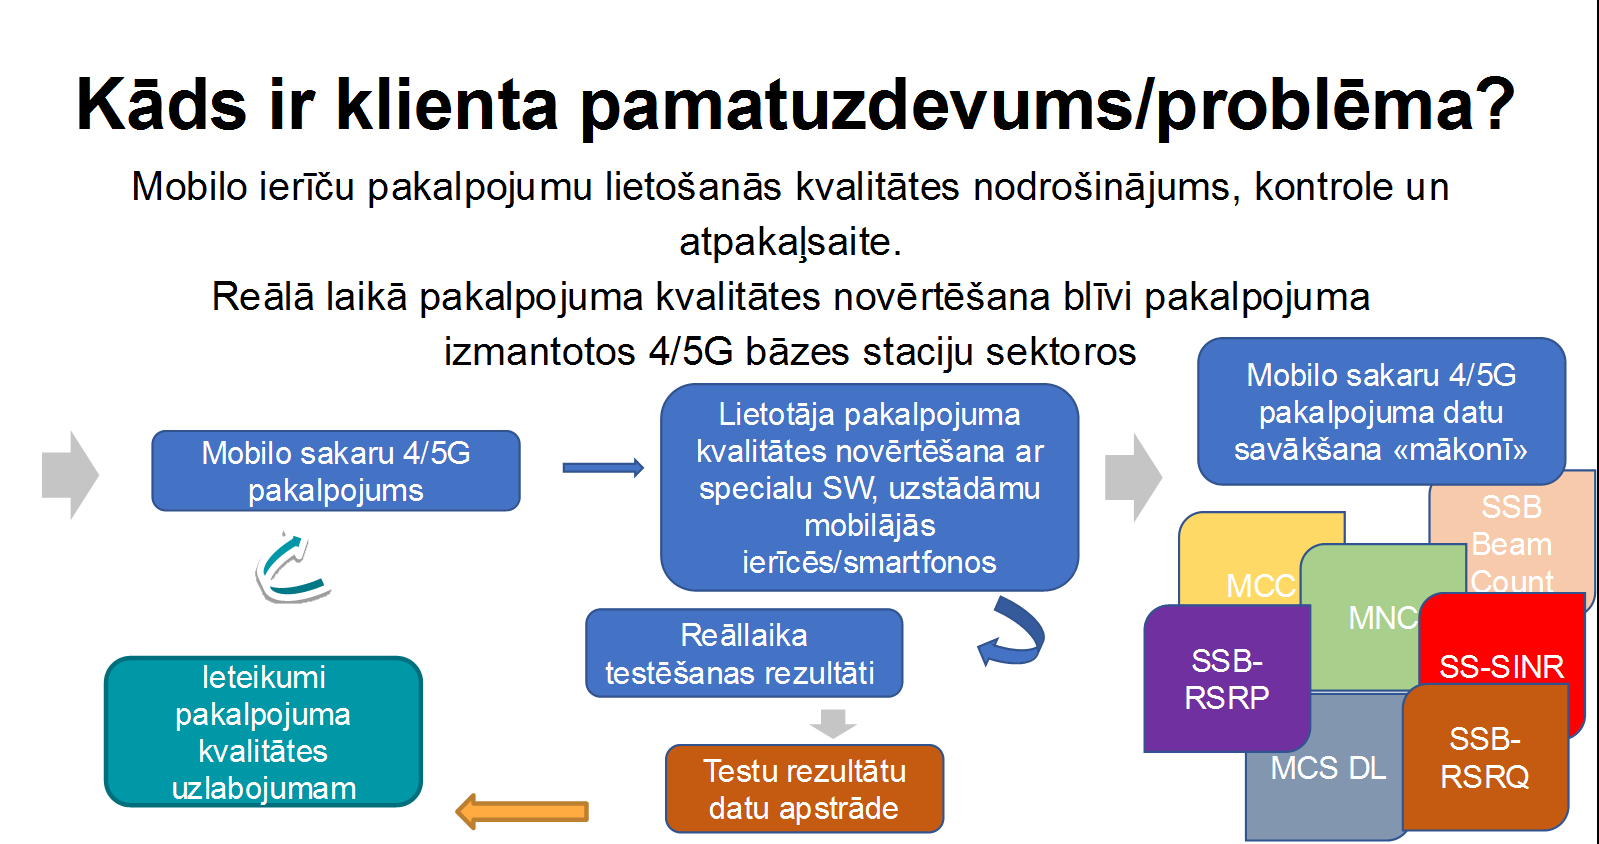 Kāds ir klienta pamatuzdevums/problēma?
Mobilo ierīču pakalpojumu lietošanās kvalitātes nodrošinājums, kontrole un
atpakaļsaite.
Reālā laikā pakalpojuma kvalitātes novērtēšana blīvi pakalpojuma
izmantotos 4/5G bāzes staciju sektoros
Mobilo sakaru 4/5G
pakalpojums
Lietotāja pakalpojuma
kvalitātes novērtēšana ar
specialu SW, uzstādāmu
mobilājās
ierīcēs/smartfonos
Mobilo sakaru 4/5G
pakalpojuma datu
savākšana «mākonī»
SSB
Beam
Count
MCC
MNC
SSB-
RSRP
SS-SINR
MCS DL
SSB-
RSRQ
Reāllaika
testēšanas rezultāti
Testu rezultātu
datu apstrāde
Ieteikumi
pakalpojuma
kvalitātes
uzlabojumam